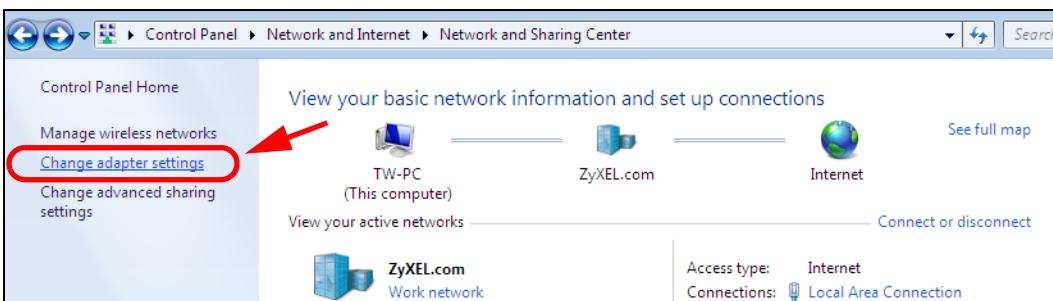 Control Panel ▸ Network and Internet ▸ Network and Sharing Center
Search
Control Panel Home
Manage wireless networks
Change adapter settings
Change advanced sharing
settings
View your basic network information and set up connections
See full map
TW-PC
(This computer)
ZyXEL.com
Internet
View your active networks
Connect or disconnect
ZyXEL.com
Work network
Access type: Internet
Connections: Local Area Connection